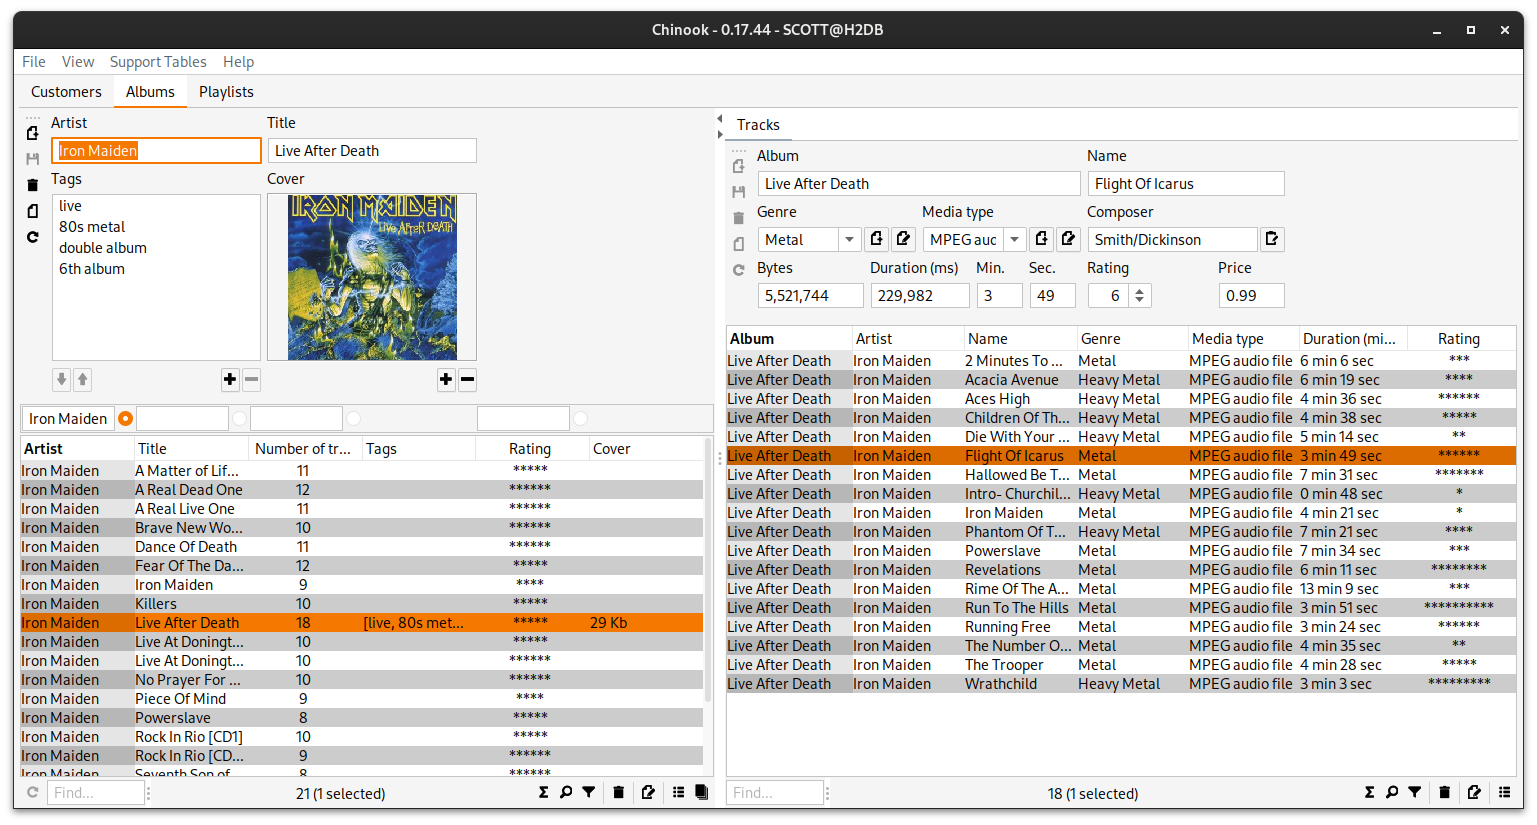 Chinook - 0.17.44 - SCOTT@H2DB
File View Support Tables Help
Customers Albums Playlists
Artist Title
Iron Maiden Live After Death
Tags Cover
live
80s metal
double album
6th album
IRON MAIDEN
LIVE AFTER DEATH
Iron Maiden
Artist Title Number of tr... Tags Rating Cover
Iron Maiden A Matter of Lif... 11 *****
Iron Maiden A Real Dead One 12 ******
Iron Maiden A Real Live One 11 ******
Iron Maiden Brave New Wo... 10 ******
Iron Maiden Dance Of Death 11 ******
Iron Maiden Fear Of The Da... 12 *****
Iron Maiden Iron Maiden 9 ****
Iron Maiden Killers 10 *****
Iron Maiden Live After Death 18 [live, 80s met... ***** 29 Kb
Iron Maiden Live At Doningt... 10 *****
Iron Maiden Live At Doningt... 10 ******
Iron Maiden No Prayer For ... 10 ******
Iron Maiden Piece Of Mind 9 ****
Iron Maiden Powerslave 8 *****
Iron Maiden Rock In Rio [CD1] 10 *****
Iron Maiden Rock In Rio [CD... 9 ******
Iron Maiden Seventh Son of 8 ******
Find... 21 (1 selected)
Tracks
Album Name
Live After Death Flight Of Icarus
Genre Media type Composer
Metal MPEG auc Smith/Dickinson
Bytes Duration (ms) Min. Sec. Rating Price
5,521,744 229,982 3 49 6 0.99
Album Artist Name Genre Media type Duration (mi... Rating
Live After Death Iron Maiden 2 Minutes To ... Metal MPEG audio file 6 min 6 sec ***
Live After Death Iron Maiden Acacia Avenue Heavy Metal MPEG audio file 6 min 19 sec ****
Live After Death Iron Maiden Aces High Heavy Metal MPEG audio file 4 min 36 sec ******
Live After Death Iron Maiden Children Of Th... Heavy Metal MPEG audio file 4 min 38 sec *****
Live After Death Iron Maiden Die With Your ... Heavy Metal MPEG audio file 5 min 14 sec **
Live After Death Iron Maiden Flight Of Icarus Metal MPEG audio file 3 min 49 sec ******
Live After Death Iron Maiden Hallowed Be T... Metal MPEG audio file 7 min 31 sec *******
Live After Death Iron Maiden Intro- Churchil... Heavy Metal MPEG audio file 0 min 48 sec *
Live After Death Iron Maiden Iron Maiden Metal MPEG audio file 4 min 21 sec *
Live After Death Iron Maiden Phantom Of T... Heavy Metal MPEG audio file 7 min 21 sec ****
Live After Death Iron Maiden Powerslave Metal MPEG audio file 7 min 34 sec ***
Live After Death Iron Maiden Revelations Metal MPEG audio file 6 min 11 sec ********
Live After Death Iron Maiden Rime Of The A... Metal MPEG audio file 13 min 9 sec ***
Live After Death Iron Maiden Run To The Hills Metal MPEG audio file 3 min 51 sec **********
Live After Death Iron Maiden Running Free Metal MPEG audio file 3 min 24 sec ******
Live After Death Iron Maiden The Number O... Metal MPEG audio file 4 min 35 sec **
Live After Death Iron Maiden The Trooper Metal MPEG audio file 4 min 28 sec *****
Live After Death Iron Maiden Wrathchild Heavy Metal MPEG audio file 3 min 3 sec *********
Find... 18 (1 selected)